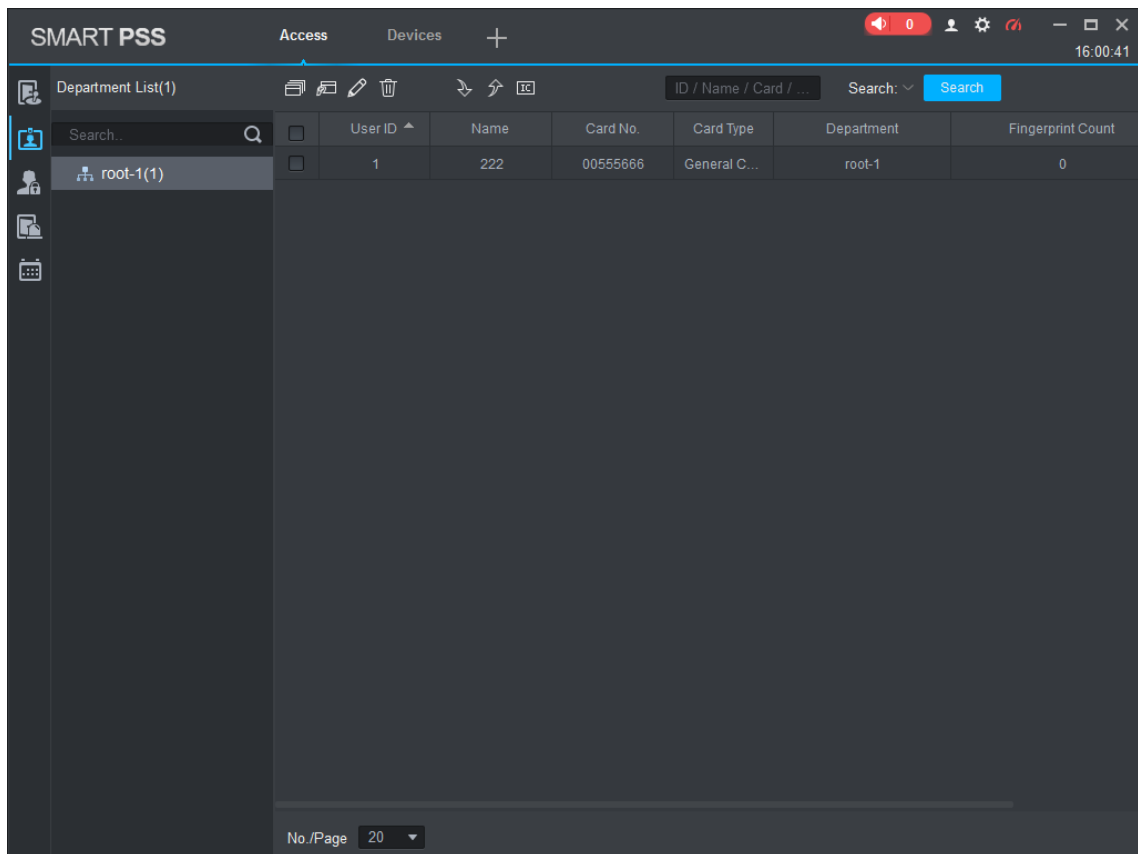 SMART PSS
Access
Devices
0
16:00:41
Department List(1)
IC
ID / Name / Card / ...
Search:
Search
Search..
User ID
Name
Card No.
Card Type
Department
Fingerprint Count
root-1(1)
1
222
00555666
General C...
root-1
0
No./Page
20